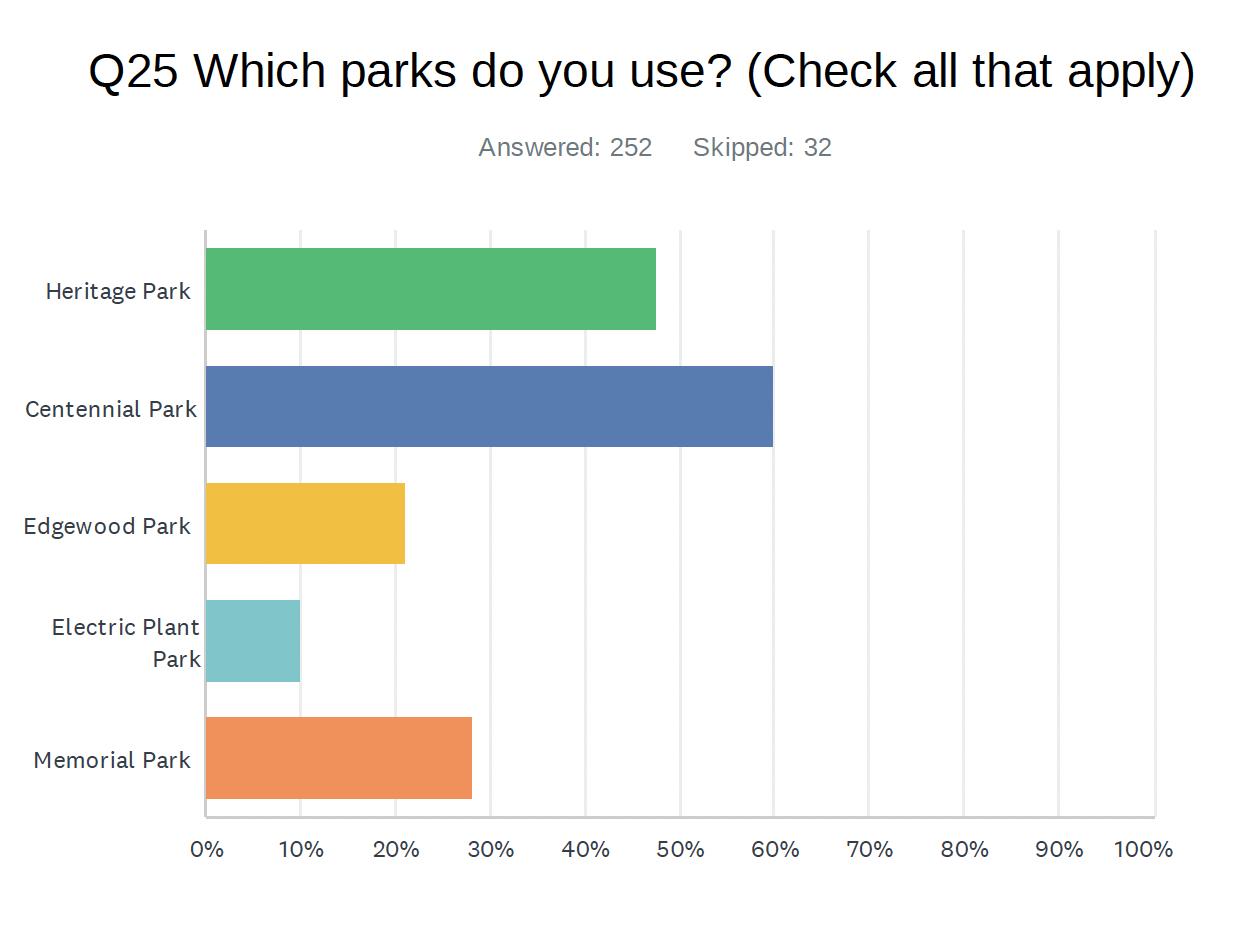 Q25 Which parks do you use? (Check all that apply)
Answered: 252 Skipped: 32
Heritage Park
Centennial Park
Edgewood Park
Electric Plant
Park
Memorial Park
0% 10% 20% 30% 40% 50% 60% 70% 80% 90% 100%